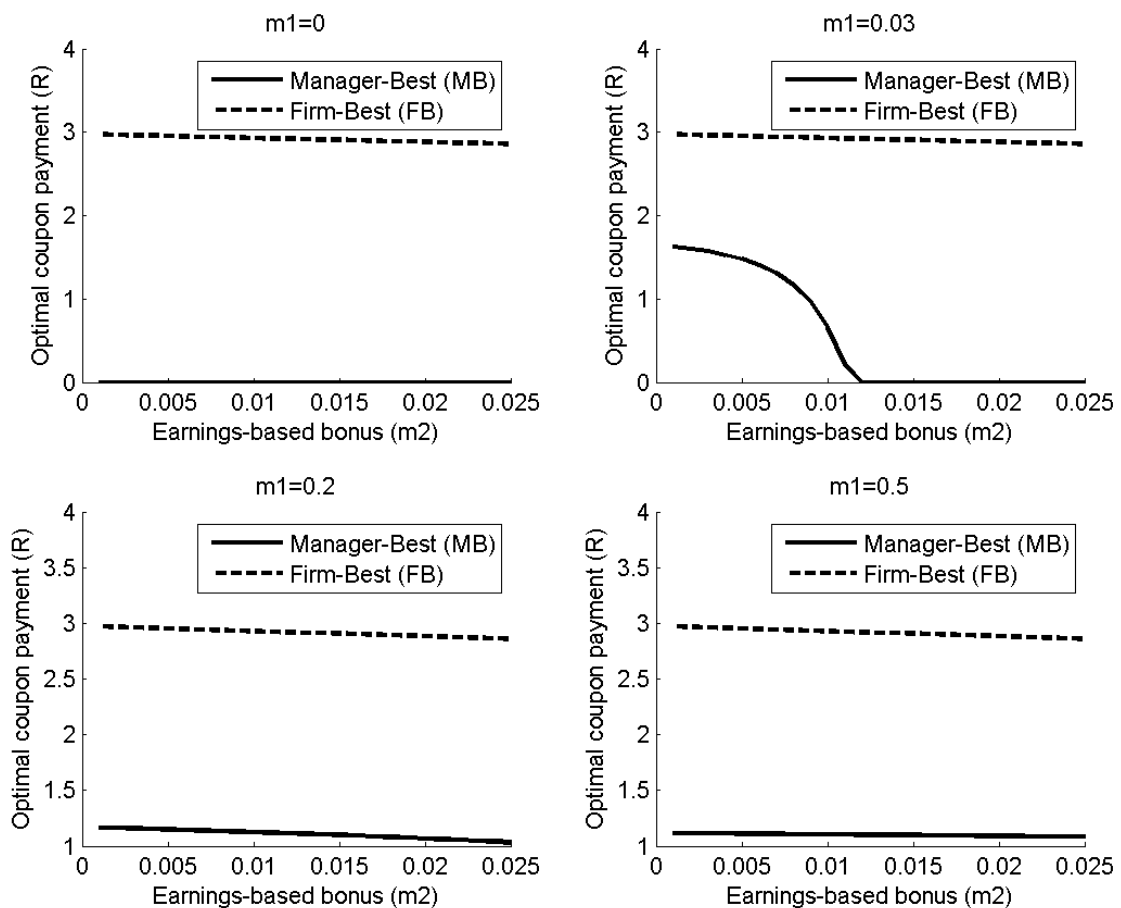 m1=0
4
3
2
1
0
Optimal coupon payment (R)
Manager-Best (MB)
Firm-Best (FB)
0 0.005 0.01 0.015 0.02 0.025
Earnings-based bonus (m2)
m1=0.03
4
3
2
1
0
Optimal coupon payment (R)
Manager-Best (MB)
Firm-Best (FB)
0 0.005 0.01 0.015 0.02 0.025
Earnings-based bonus (m2)
m1=0.2
4
3.5
3
2.5
2
1.5
1
Optimal coupon payment (R)
Manager-Best (MB)
Firm-Best (FB)
0 0.005 0.01 0.015 0.02 0.025
Earnings-based bonus (m2)
m1=0.5
4
3.5
3
2.5
2
1.5
1
Optimal coupon payment (R)
Manager-Best (MB)
Firm-Best (FB)
0 0.005 0.01 0.015 0.02 0.025
Earnings-based bonus (m2)